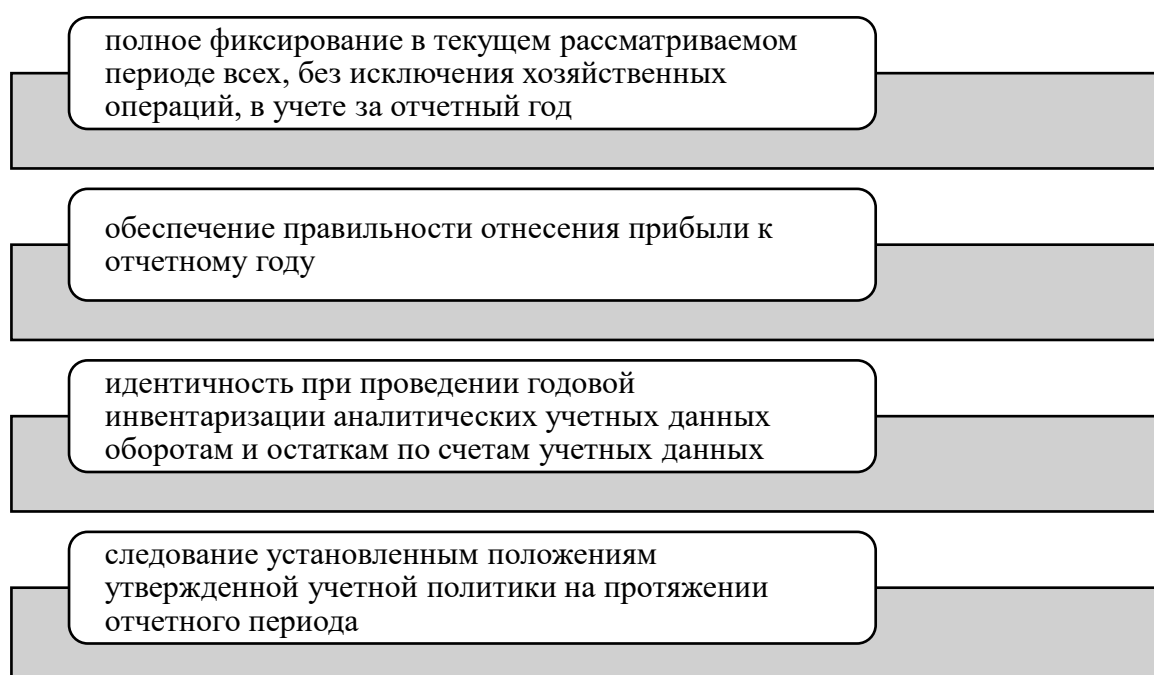 полное фиксирование в текущем рассматриваемом
периоде всех, без исключения хозяйственных
операций, в учете за отчетный год
обеспечение правильности отнесения прибыли к
отчетному году
идентичность при проведении годовой
инвентаризации аналитических учетных данных
оборотам и остаткам по счетам учетных данных
следование установленным положениям
утвержденной учетной политики на протяжении
отчетного периода